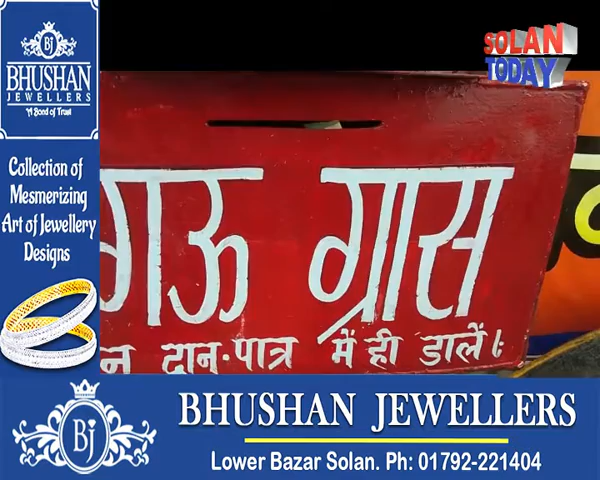 Bj
BHUSHAN
JEWELLERS
"A Bond of Trust"
Collection of
Mesmerizing
Art of Jewellery
Designs
SOLAN
TODAY
गऊ ग्रास
दान-पात्र में ही डालें।
Bj
BHUSHAN JEWELLERS
Lower Bazar Solan. Ph: 01792-221404